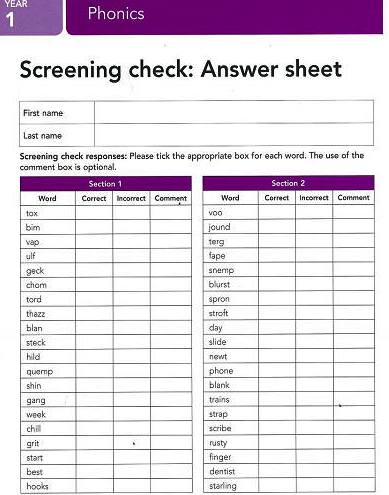 YEAR
1
Phonics
Screening check: Answer sheet
First name
Last name
Screening check responses: Please tick the appropriate box for each word. The use of the
comment box is optional.
Section 1
Word Correct Incorrect Comment
tox
bim
vap
ulf
geck
chom
tord
thazz
blan
steck
hild
quemp
shin
gang
week
chill
grit
start
best
hooks
Section 2
Word Correct Incorrect Comment
voo
jound
terg
fape
snemp
blurst
spron
stroft
day
slide
newt
phone
blank
trains
strap
scribe
rusty
finger
dentist
starling